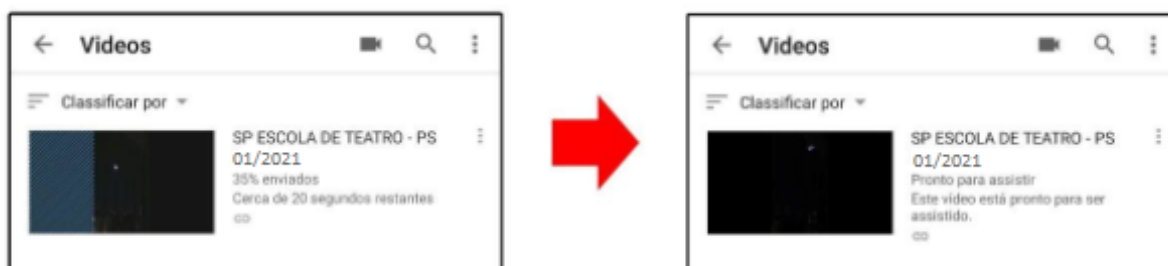 Videos
Classificar por
SP ESCOLA DE TEATRO - PS
01/2021
35% enviados
Cerca de 20 segundos restantes
Videos
Classificar por
SP ESCOLA DE TEATRO - PS
01/2021
Pronto para assistir
Este vídeo está pronto para ser
assistido.